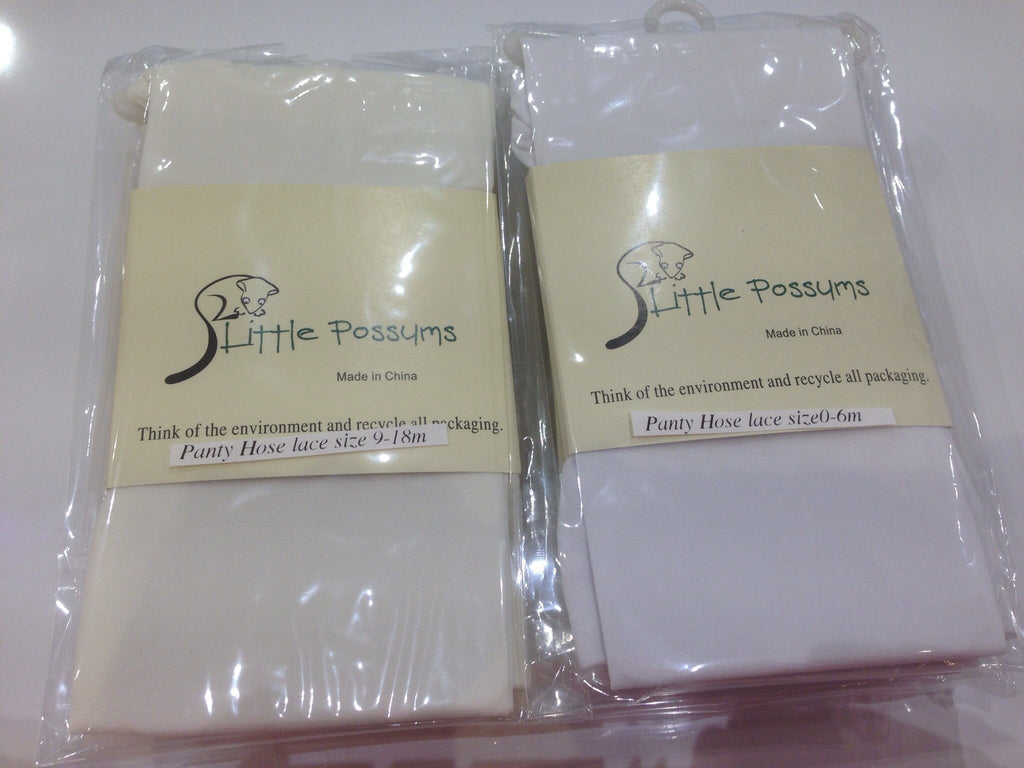 Little Possums
Made in China
Think of the environment and recycle all packaging.
Panty Hose lace size 9-18m
Little Possums
Made in China
Think of the environment and recycle all packaging.
Panty Hose lace size0-6m